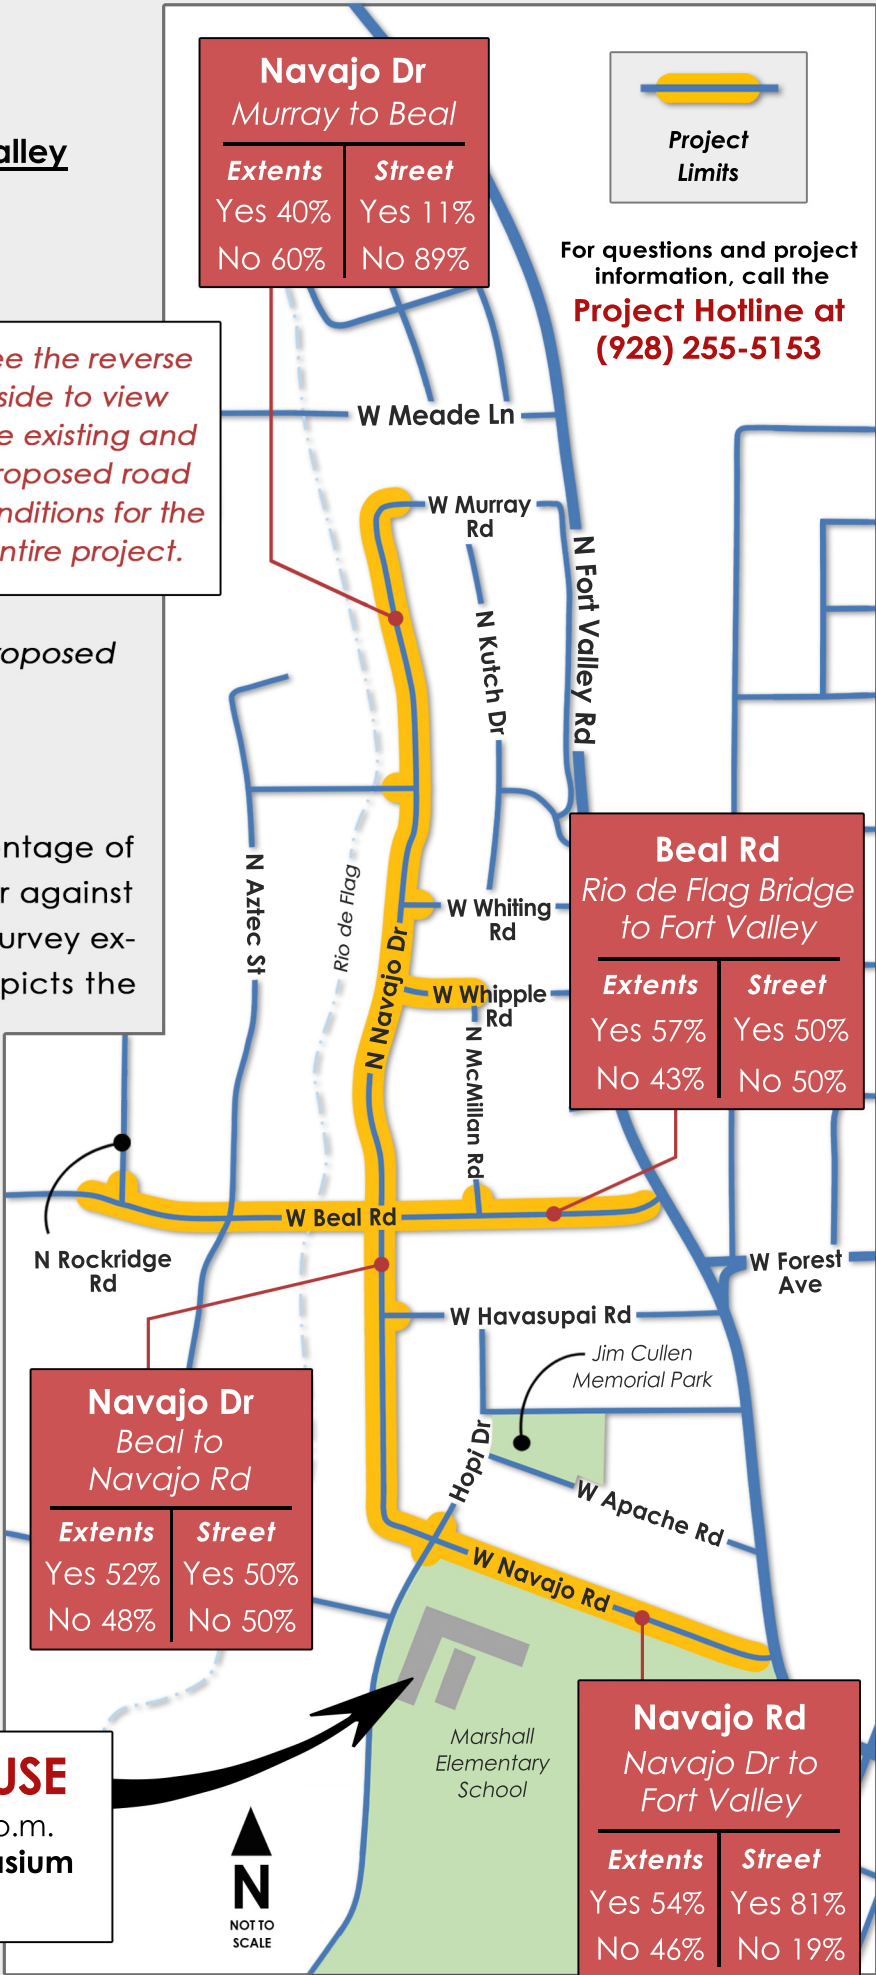 alley
ee the reverse
side to view
e existing and
roposed road
nditions for the
ntire project.
roposed
ntage of
r against
urvey ex-
picts the
Navajo Dr
Murray to Beal
Extents Street
Yes 40% Yes 11%
No 60% No 89%
Project
Limits
For questions and project
information, call the
Project Hotline at
(928) 255-5153
W Meade Ln
W Murray
Rd
N Fort Valley Rd
N Kutch Dr
N Aztec St
Rio de Flag
N Navajo Dr
W Whiting
Rd
W Whipple
Rd
N McMillan Rd
Beal Rd
Rio de Flag Bridge
to Fort Valley
Extents Street
Yes 57% Yes 50%
No 43% No 50%
W Beal Rd
N Rockridge
Rd
W Forest
Ave
W Havasupai Rd
Jim Cullen
Memorial Park
Hopi Dr
W Apache Rd
W Navajo Rd
Navajo Dr
Beal to
Navajo Rd
Extents Street
Yes 52% Yes 50%
No 48% No 50%
Marshall
Elementary
School
Navajo Rd
Navajo Dr to
Fort Valley
Extents Street
Yes 54% Yes 81%
No 46% No 19%
USE
p.m.
asium
N
NOT TO
SCALE